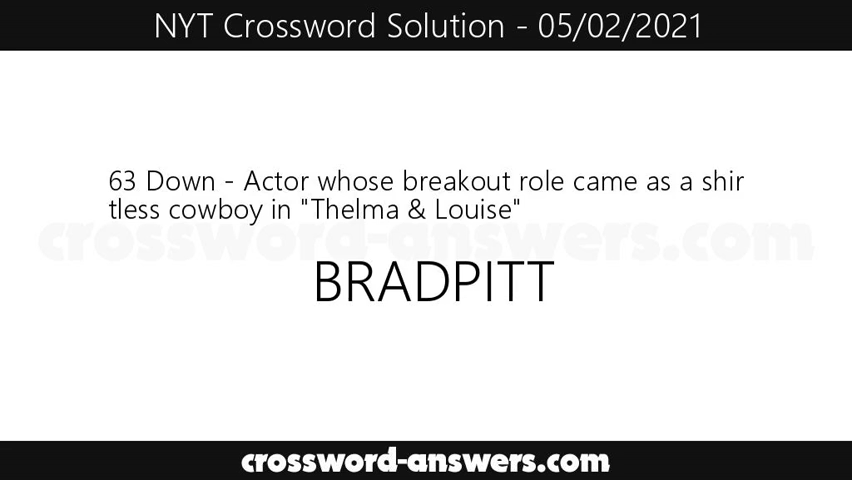 NYT Crossword Solution - 05/02/2021
63 Down - Actor whose breakout role came as a shir
tless cowboy in "Thelma & Louise"
crossword-answers.com
BRADPITT
crossword-answers.com